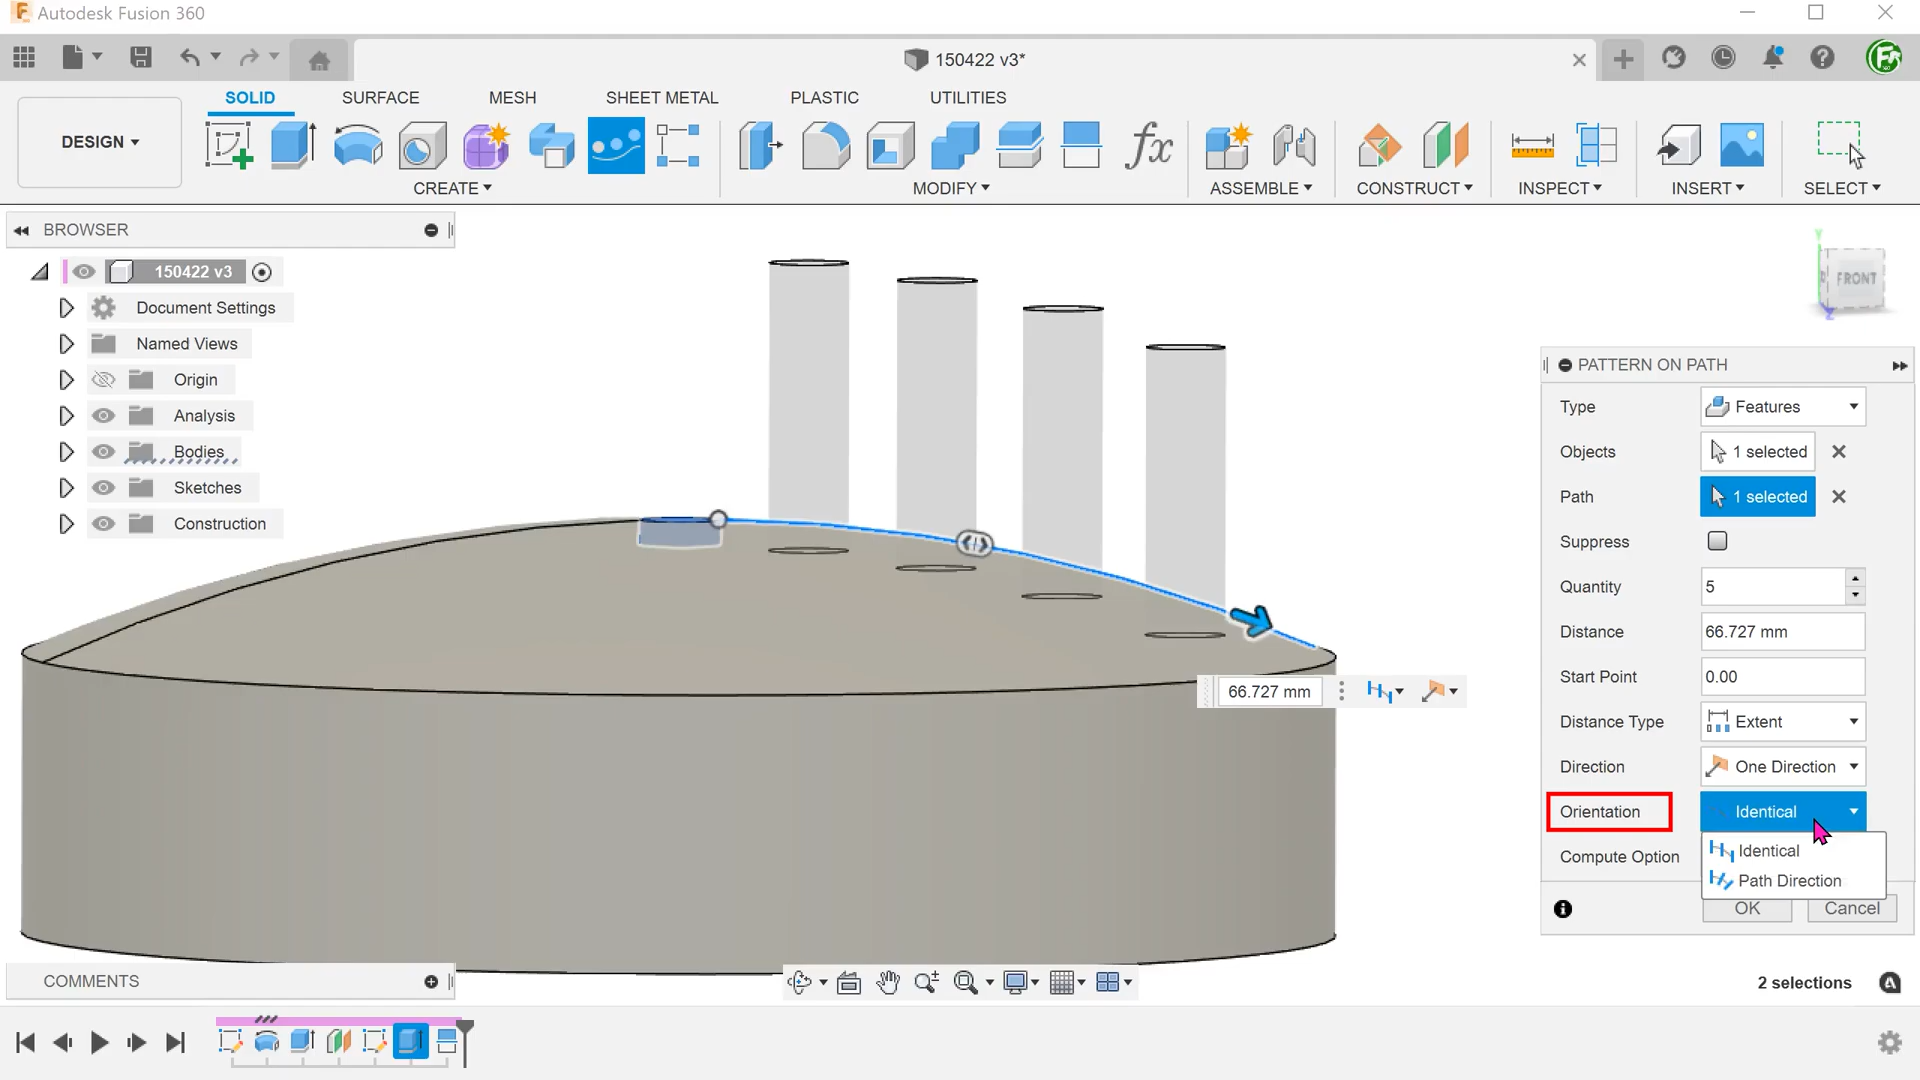 Autodesk Fusion 360
150422 v3*
SOLID SURFACE MESH SHEET METAL PLASTIC UTILITIES
DESIGN
fx
CREATE MODIFY ASSEMBLE CONSTRUCT INSPECT INSERT SELECT
BROWSER
150422 v3
Document Settings
Named Views
Origin
Analysis
Bodies
Sketches
Construction
FRONT
PATTERN ON PATH
Type Features
Objects 1 selected
Path 1 selected
Suppress
Quantity 5
Distance 66.727 mm
Start Point 0.00
Distance Type Extent
Direction One Direction
Orientation Identical
Identical
Compute Option
Path Direction
OK Cancel
66.727 mm
COMMENTS
2 selections